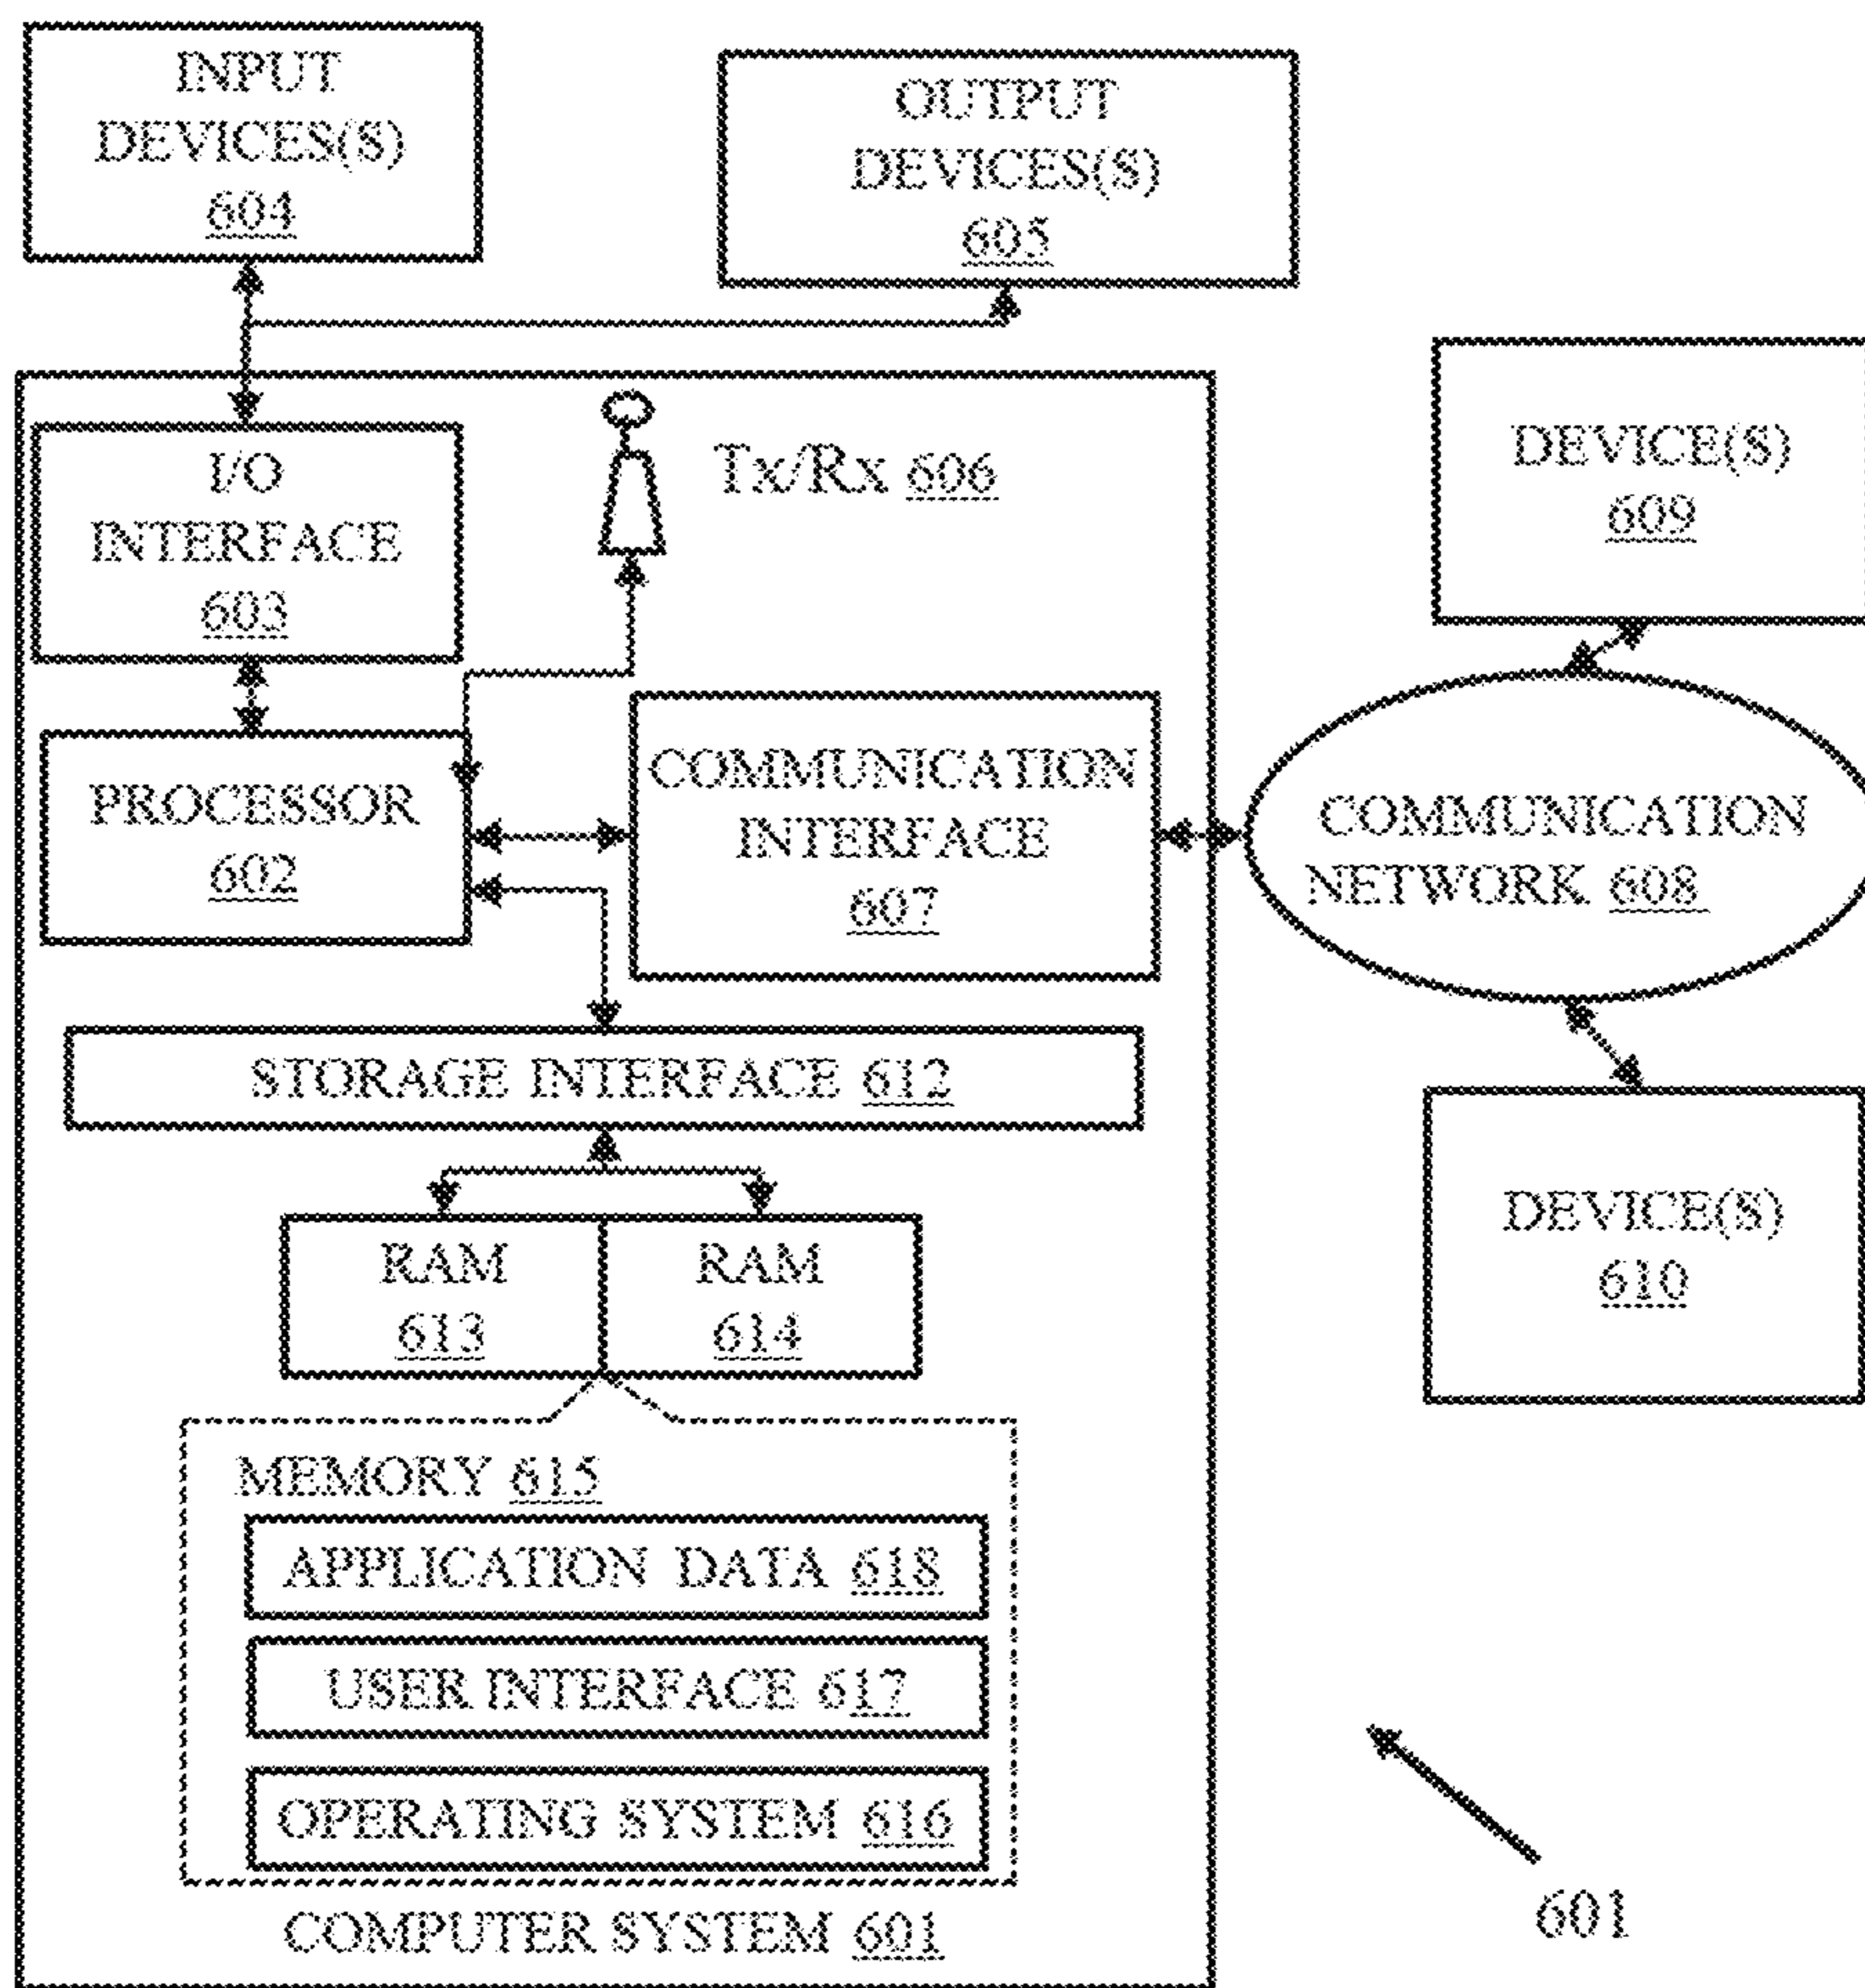 INPUT
DEVICES(S)
604
OUTPUT
DEVICES(S)
605
I/O
INTERFACE
603
Tx/Rx 606
DEVICE(S)
609
PROCESSOR
602
COMMUNICATION
INTERFACE
607
COMMUNICATION
NETWORK 608
STORAGE INTERFACE 612
RAM
613
RAM
614
DEVICE(S)
610
MEMORY 615
APPLICATION DATA 618
USER INTERFACE 617
OPERATING SYSTEM 616
COMPUTER SYSTEM 601
601